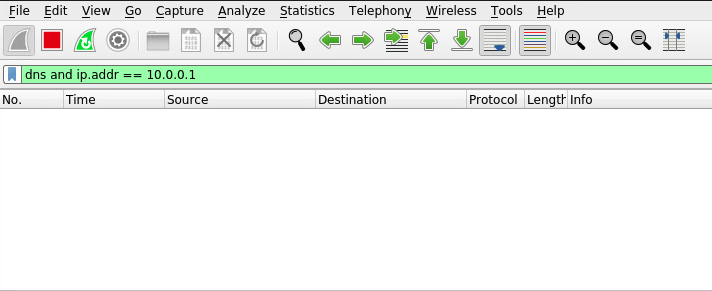 File Edit View Go Capture Analyze Statistics Telephony Wireless Tools Help
dns and ip.addr == 10.0.0.1
No. Time Source Destination Protocol Length Info